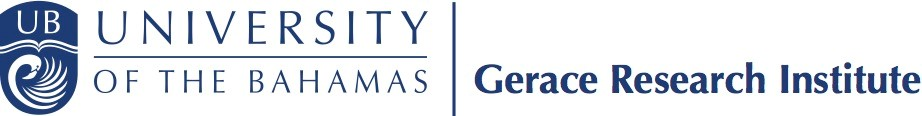 UB
UNIVERSITY
OF THE BAHAMAS
Gerace Research Institute